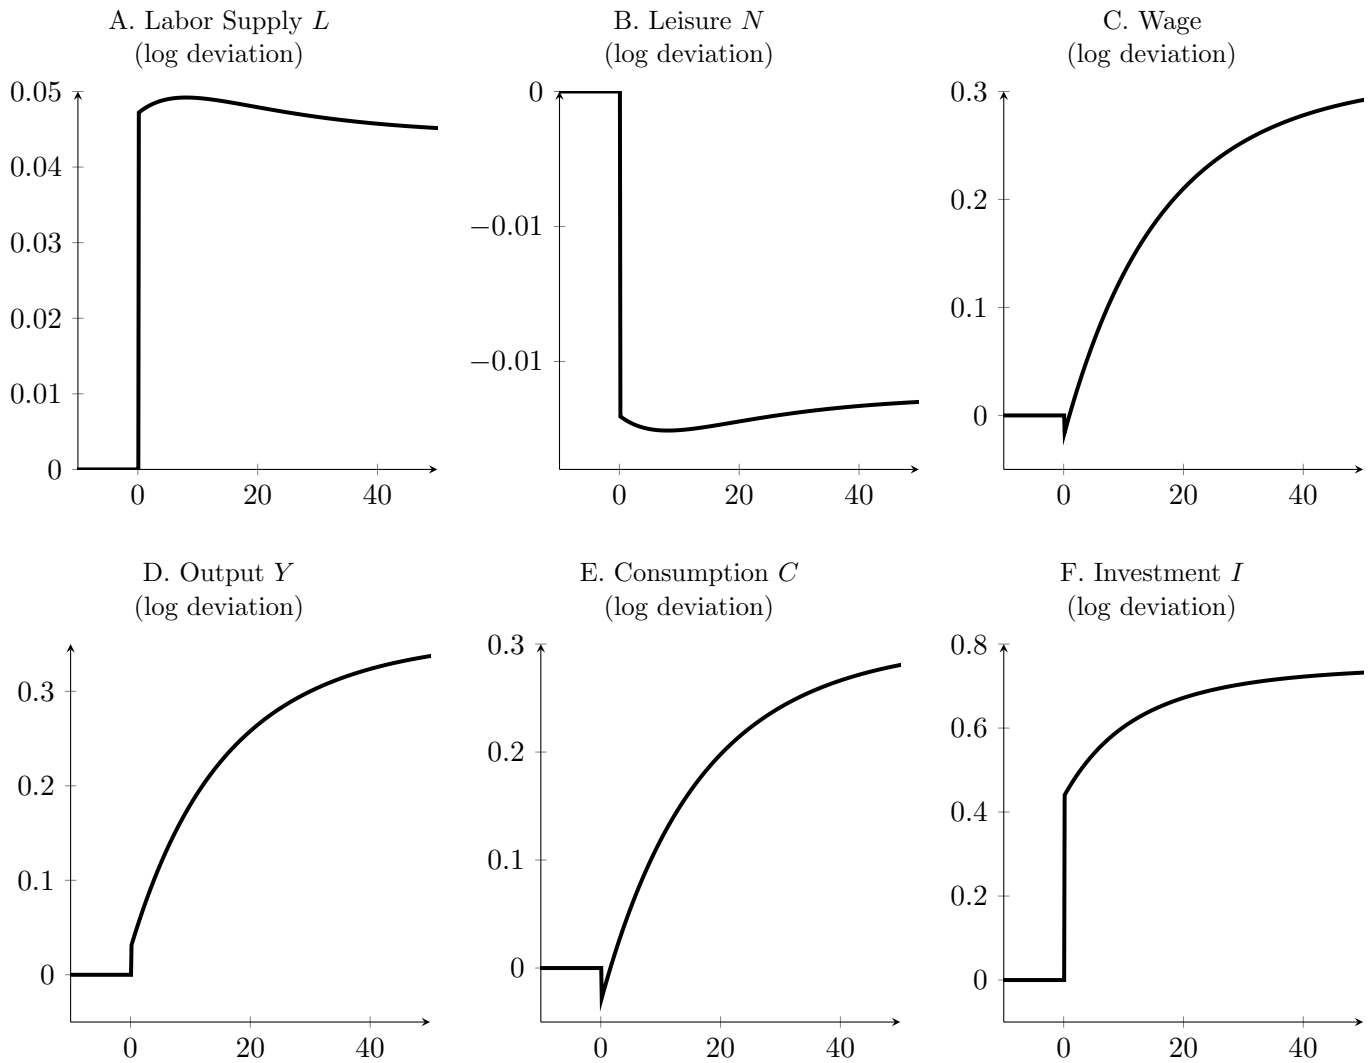 A. Labor Supply L
(log deviation)
0.05
0.04
0.03
0.02
0.01
0
0 20 40
B. Leisure N
(log deviation)
0
−0.01
−0.01
0 20 40
C. Wage
(log deviation)
0.3
0.2
0.1
0
0 20 40
D. Output Y
(log deviation)
0.3
0.2
0.1
0
0 20 40
E. Consumption C
(log deviation)
0.3
0.2
0.1
0
0 20 40
F. Investment I
(log deviation)
0.8
0.6
0.4
0.2
0
0 20 40